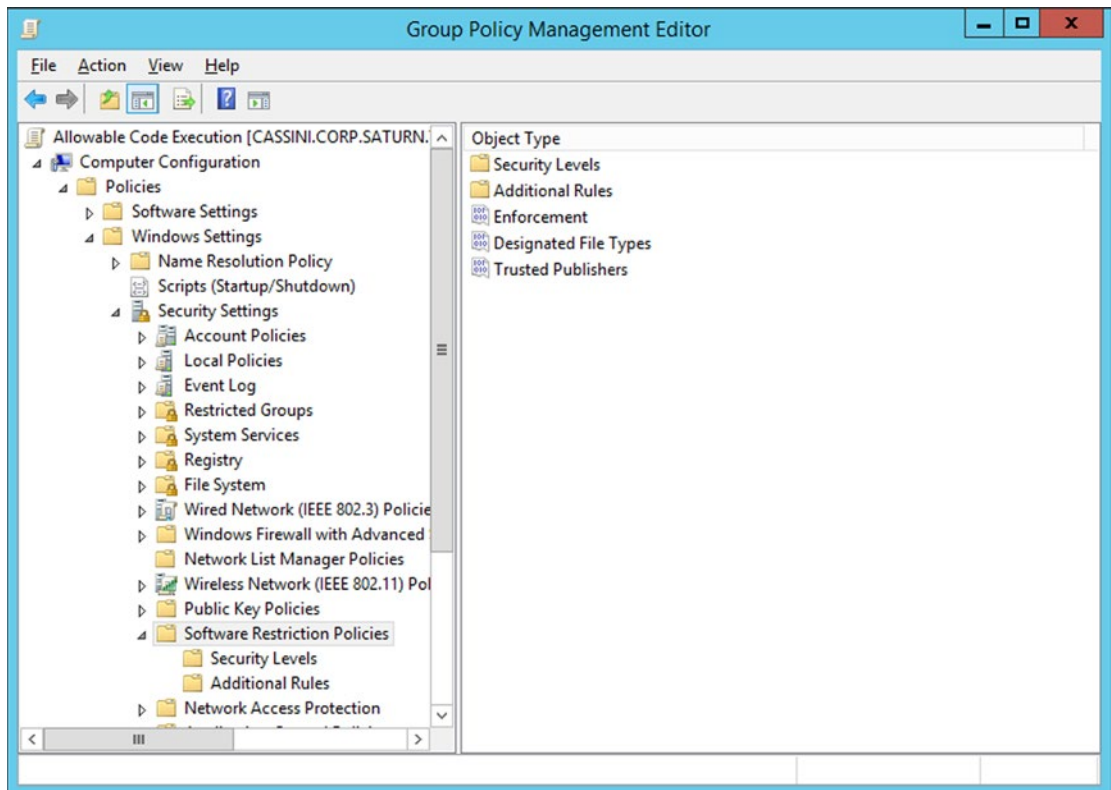 Group Policy Management Editor
File Action View Help
Allowable Code Execution [CASSINI.CORP.SATURN.
Computer Configuration
Policies
Software Settings
Windows Settings
Name Resolution Policy
Scripts (Startup/Shutdown)
Security Settings
Account Policies
Local Policies
Event Log
Restricted Groups
System Services
Registry
File System
Wired Network (IEEE 802.3) Policie
Windows Firewall with Advanced
Network List Manager Policies
Wireless Network (IEEE 802.11) Pol
Public Key Policies
Software Restriction Policies
Security Levels
Additional Rules
Network Access Protection
Object Type
Security Levels
Additional Rules
Enforcement
Designated File Types
Trusted Publishers